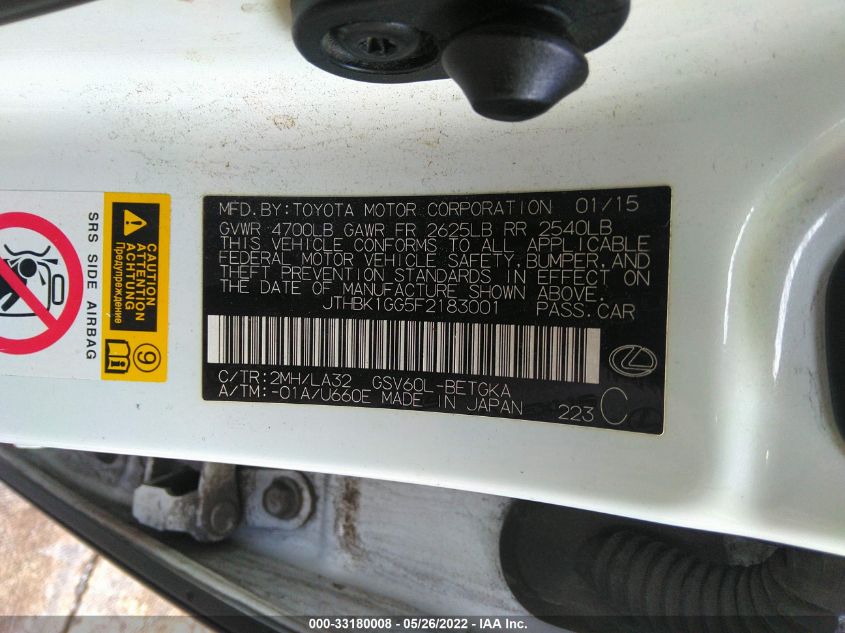 MFD. BY: TOYOTA MOTOR CORPORATION 01/15
GVWR 4700LB GAWR FR 2625LB RR 2540LB
THIS VEHICLE CONFORMS TO ALL APPLICABLE
FEDERAL MOTOR VEHICLE SAFETY, BUMPER, AND
THEFT PREVENTION STANDARDS IN EFFECT ON
THE DATE OF MANUFACTURE SHOWN ABOVE.
JTHBK1GG5F2183001 PASS. CAR
C/TR: 2MH/LA32 GSV60L-BETGKA
A/TM: -01A/U660E MADE IN JAPAN
223 C
SRS SIDE AIRBAG
CAUTION
ATTENTION
ACHTUNG
Предупреждение
9
000-33180008 - 05/26/2022 - IAA Inc.